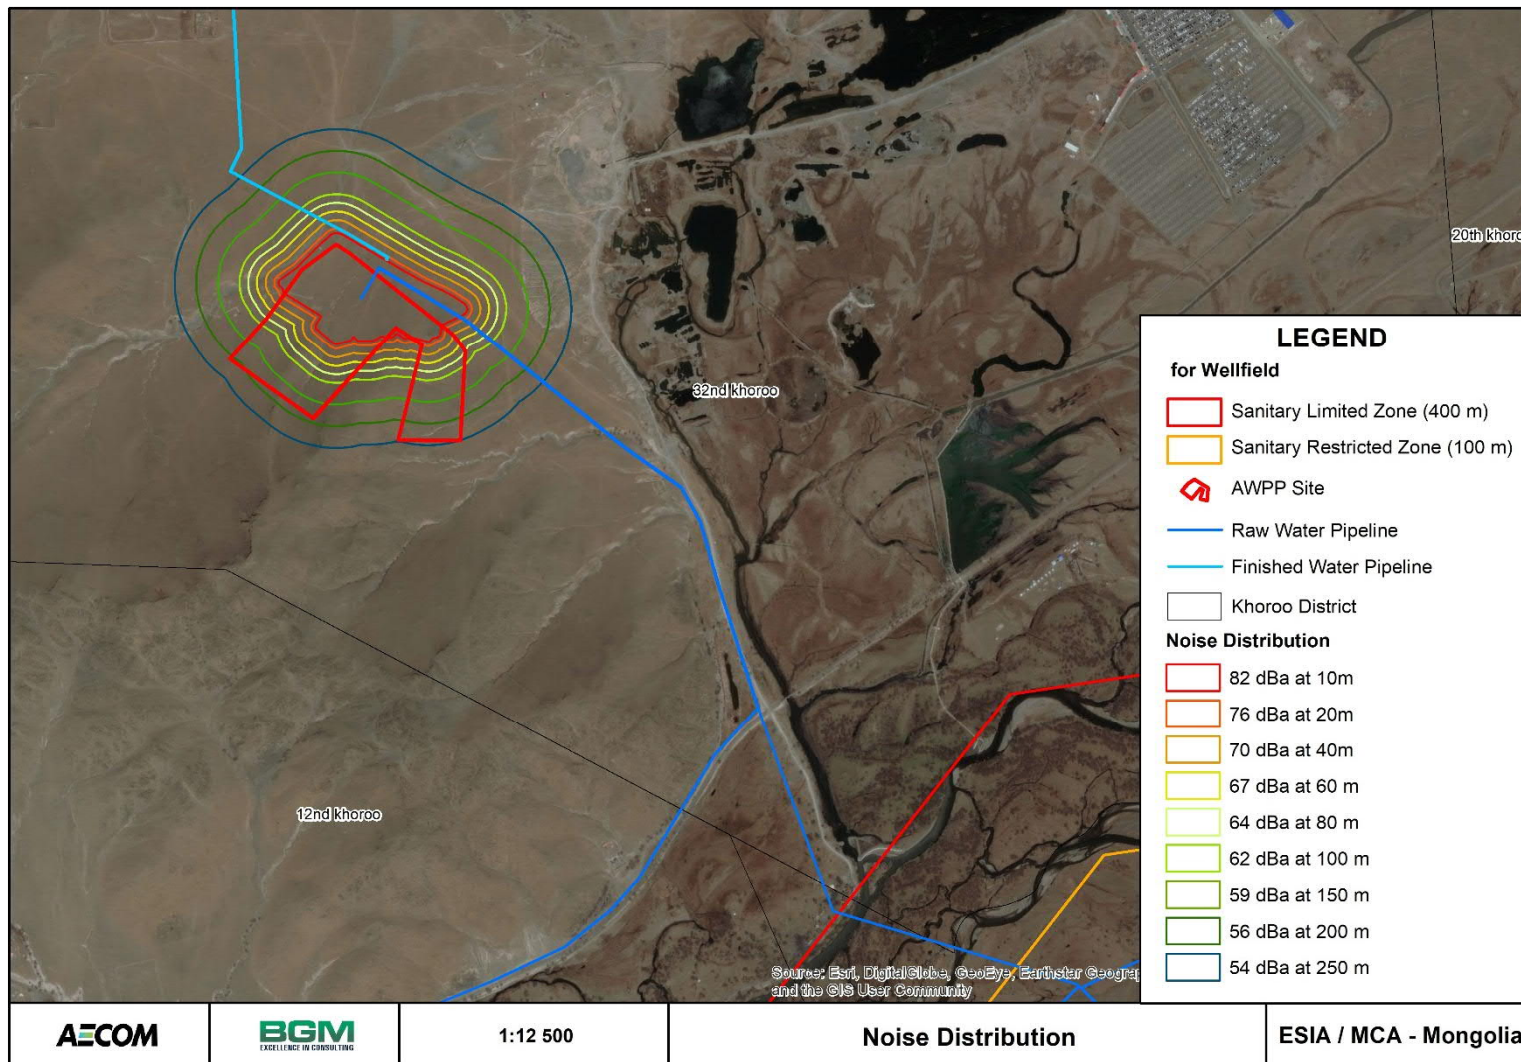 20th khoro
32nd khoroo
12nd khoroo
Source: Esri, DigitalGlobe, GeoEye, Earthstar Geograp
and the GIS User Community
LEGEND
for Wellfield
Sanitary Limited Zone (400 m)
Sanitary Restricted Zone (100 m)
AWPP Site
Raw Water Pipeline
Finished Water Pipeline
Khoroo District
Noise Distribution
82 dBa at 10m
76 dBa at 20m
70 dBa at 40m
67 dBa at 60 m
64 dBa at 80 m
62 dBa at 100 m
59 dBa at 150 m
56 dBa at 200 m
54 dBa at 250 m
AECOM
BGM
EXCELLENCE IN CONSULTING
1:12 500
Noise Distribution
ESIA / MCA - Mongolia